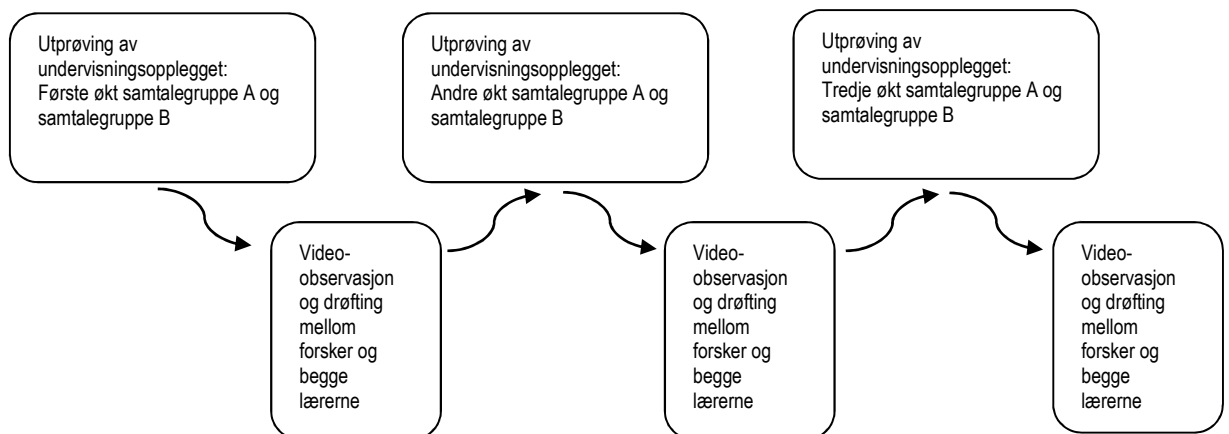 Utprøving av
undervisningsopplegget:
Første økt samtalegruppe A og
samtalegruppe B
Video-
observasjon
og drøfting
mellom
forsker og
begge
lærerne
Utprøving av
undervisningsopplegget:
Andre økt samtalegruppe A og
samtalegruppe B
Video-
observasjon
og drøfting
mellom
forsker og
begge
lærerne
Utprøving av
undervisningsopplegget:
Tredje økt samtalegruppe A og
samtalegruppe B
Video-
observasjon
og drøfting
mellom
forsker og
begge
lærerne